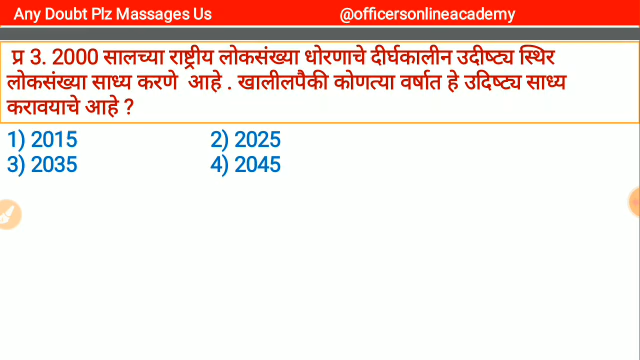 Any Doubt Plz Massages Us @officersonlineacademy
प्र 3. 2000 सालच्या राष्ट्रीय लोकसंख्या धोरणाचे दीर्घकालीन उदीष्ट्य स्थिर
लोकसंख्या साध्य करणे आहे . खालीलपैकी कोणत्या वर्षात हे उदिष्ट्य साध्य
करावयाचे आहे ?
1) 2015 2) 2025
3) 2035 4) 2045